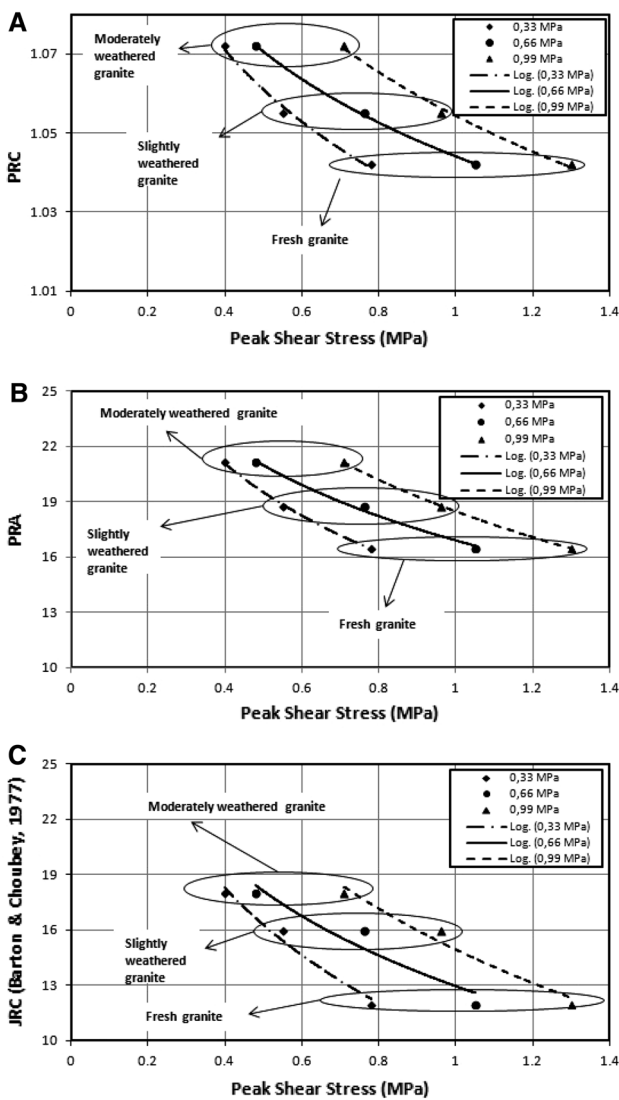 A
1.07
1.05
1.03
1.01
PRC
Moderately
weathered
granite
Slightly
weathered
granite
Fresh granite
0,33 MPa
0,66 MPa
0,99 MPa
Log. (0,33 MPa)
Log. (0,66 MPa)
Log. (0,99 MPa)
0 0.2 0.4 0.6 0.8 1 1.2 1.4
Peak Shear Stress (MPa)
B
25
22
19
16
13
10
PRA
Moderately weathered granite
Slightly
weathered
granite
Fresh granite
0,33 MPa
0,66 MPa
0,99 MPa
Log. (0,33 MPa)
Log. (0,66 MPa)
Log. (0,99 MPa)
0 0.2 0.4 0.6 0.8 1 1.2 1.4
Peak Shear Stress (MPa)
C
25
22
19
16
13
10
JRC (Barton & Choubey, 1977)
Moderately weathered granite
Slightly
weathered
granite
Fresh granite
0,33 MPa
0,66 MPa
0,99 MPa
Log. (0,33 MPa)
Log. (0,66 MPa)
Log. (0,99 MPa)
0 0.2 0.4 0.6 0.8 1 1.2 1.4
Peak Shear Stress (MPa)